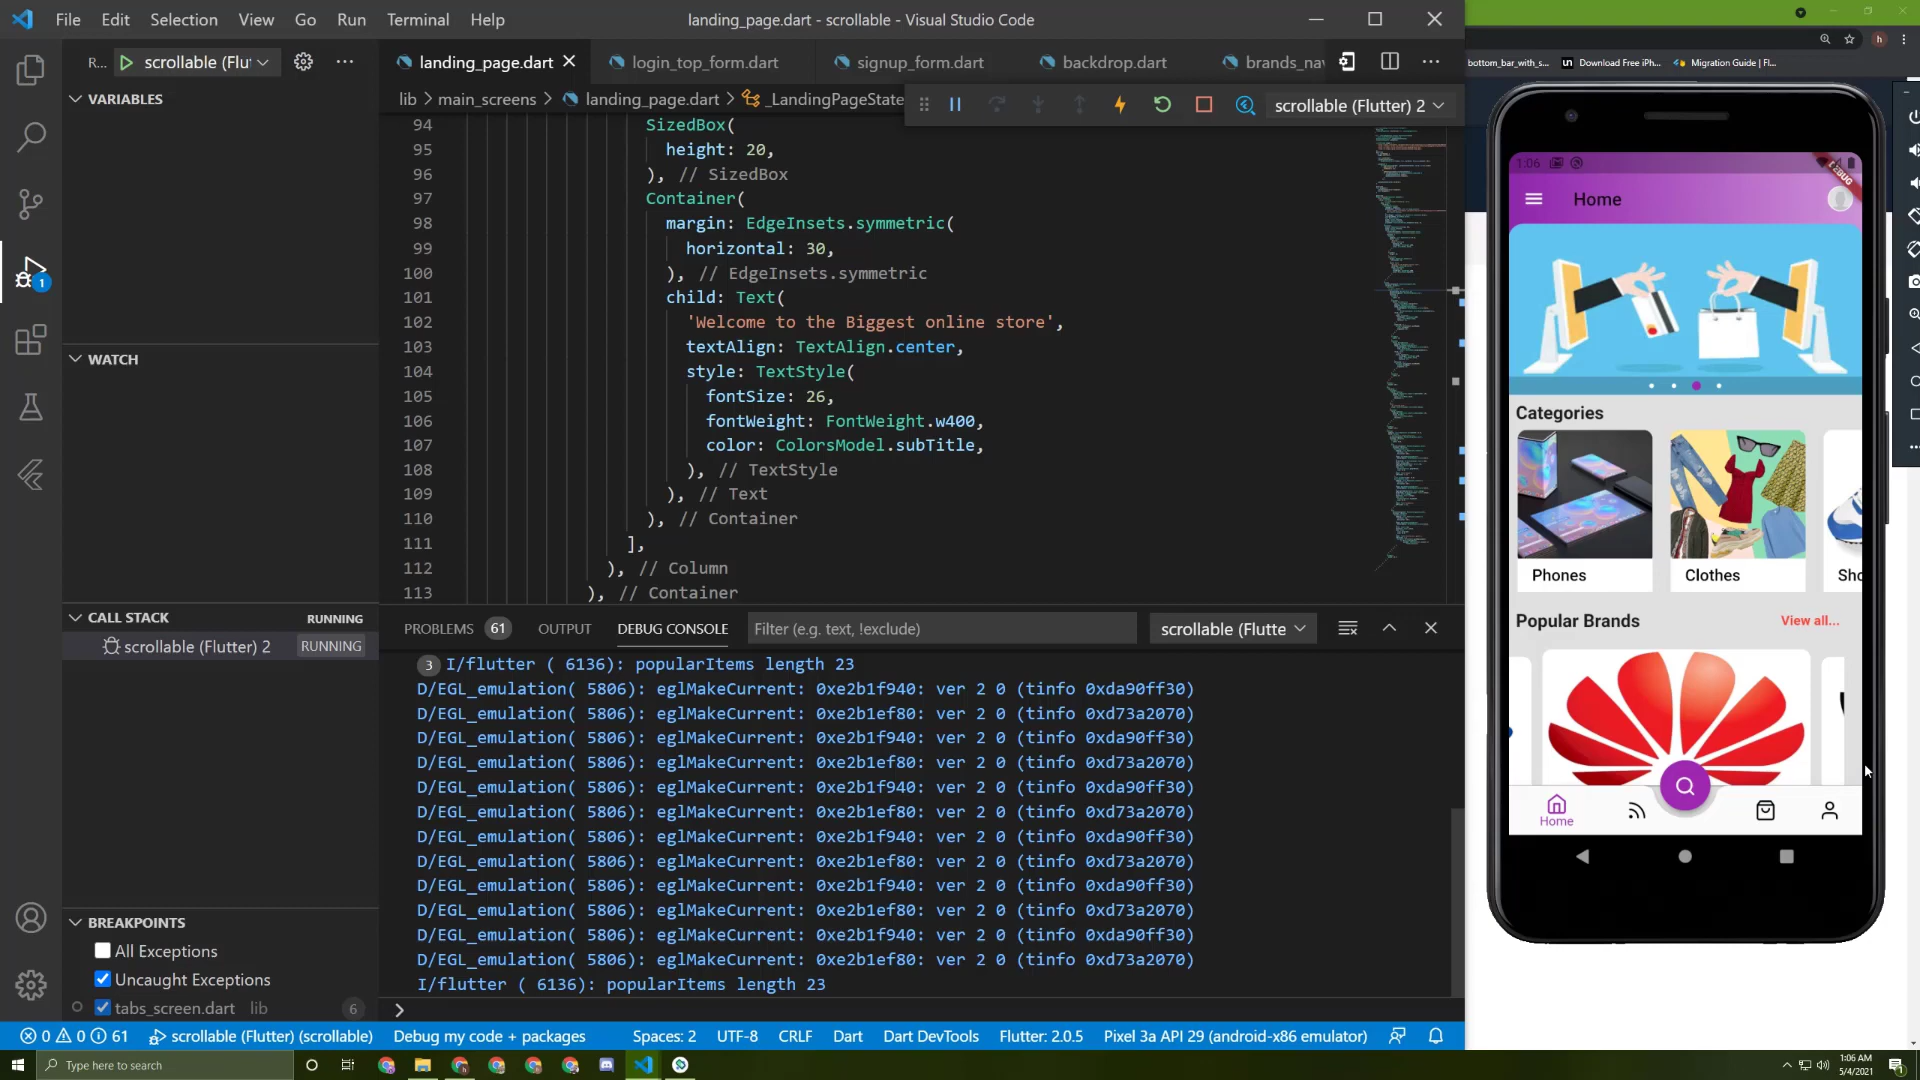 File Edit Selection View Go Run Terminal Help
landing_page.dart - scrollable - Visual Studio Code
R... scrollable (Flut
landing_page.dart
login_top_form.dart
signup_form.dart
backdrop.dart
brands_nav
lib > main_screens > landing_page.dart > _LandingPageState
scrollable (Flutter) 2
VARIABLES
WATCH
CALL STACK RUNNING
scrollable (Flutter) 2 RUNNING
BREAKPOINTS
All Exceptions
Uncaught Exceptions
tabs_screen.dart lib 6
1
94 SizedBox(
95 height: 20,
96 ), // SizedBox
97 Container(
98 margin: EdgeInsets.symmetric(
99 horizontal: 30,
100 ), // EdgeInsets.symmetric
101 child: Text(
102 'Welcome to the Biggest online store',
103 textAlign: TextAlign.center,
104 style: TextStyle(
105 fontSize: 26,
106 fontWeight: FontWeight.w400,
107 color: ColorsModel.subTitle,
108 ), // TextStyle
109 ), // Text
110 ), // Container
111 ],
112 ), // Column
113 ), // Container
PROBLEMS 61 OUTPUT DEBUG CONSOLE Filter (e.g. text, !exclude) scrollable (Flutte
3 I/flutter ( 6136): popularItems length 23
D/EGL_emulation( 5806): eglMakeCurrent: 0xe2b1f940: ver 2 0 (tinfo 0xda90ff30)
D/EGL_emulation( 5806): eglMakeCurrent: 0xe2b1ef80: ver 2 0 (tinfo 0xd73a2070)
D/EGL_emulation( 5806): eglMakeCurrent: 0xe2b1f940: ver 2 0 (tinfo 0xda90ff30)
D/EGL_emulation( 5806): eglMakeCurrent: 0xe2b1ef80: ver 2 0 (tinfo 0xd73a2070)
D/EGL_emulation( 5806): eglMakeCurrent: 0xe2b1f940: ver 2 0 (tinfo 0xda90ff30)
D/EGL_emulation( 5806): eglMakeCurrent: 0xe2b1ef80: ver 2 0 (tinfo 0xd73a2070)
D/EGL_emulation( 5806): eglMakeCurrent: 0xe2b1f940: ver 2 0 (tinfo 0xda90ff30)
D/EGL_emulation( 5806): eglMakeCurrent: 0xe2b1ef80: ver 2 0 (tinfo 0xd73a2070)
D/EGL_emulation( 5806): eglMakeCurrent: 0xe2b1f940: ver 2 0 (tinfo 0xda90ff30)
D/EGL_emulation( 5806): eglMakeCurrent: 0xe2b1ef80: ver 2 0 (tinfo 0xd73a2070)
D/EGL_emulation( 5806): eglMakeCurrent: 0xe2b1f940: ver 2 0 (tinfo 0xda90ff30)
D/EGL_emulation( 5806): eglMakeCurrent: 0xe2b1ef80: ver 2 0 (tinfo 0xd73a2070)
I/flutter ( 6136): popularItems length 23
0 0 61 scrollable (Flutter) (scrollable) Debug my code + packages Spaces: 2 UTF-8 CRLF Dart Dart DevTools Flutter: 2.0.5 Pixel 3a API 29 (android-x86 emulator)
Type here to search
1:06 AM
5/4/2021
h
bottom_bar_with_s...
un Download Free iPh...
Migration Guide | Fl...
1:06
DEBUG
Home
Categories
Phones
Clothes
Sho
Popular Brands
View all...
Home